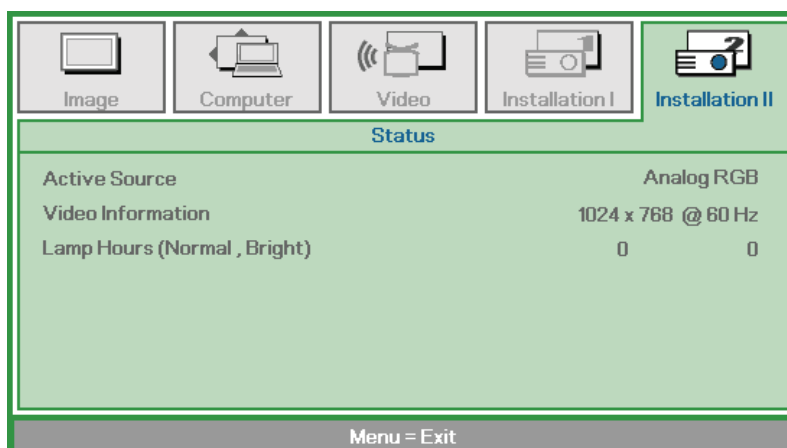 Image Computer Video Installation I Installation II
Status
Active Source Analog RGB
Video Information 1024 x 768 @ 60 Hz
Lamp Hours (Normal , Bright) 0 0
Menu = Exit